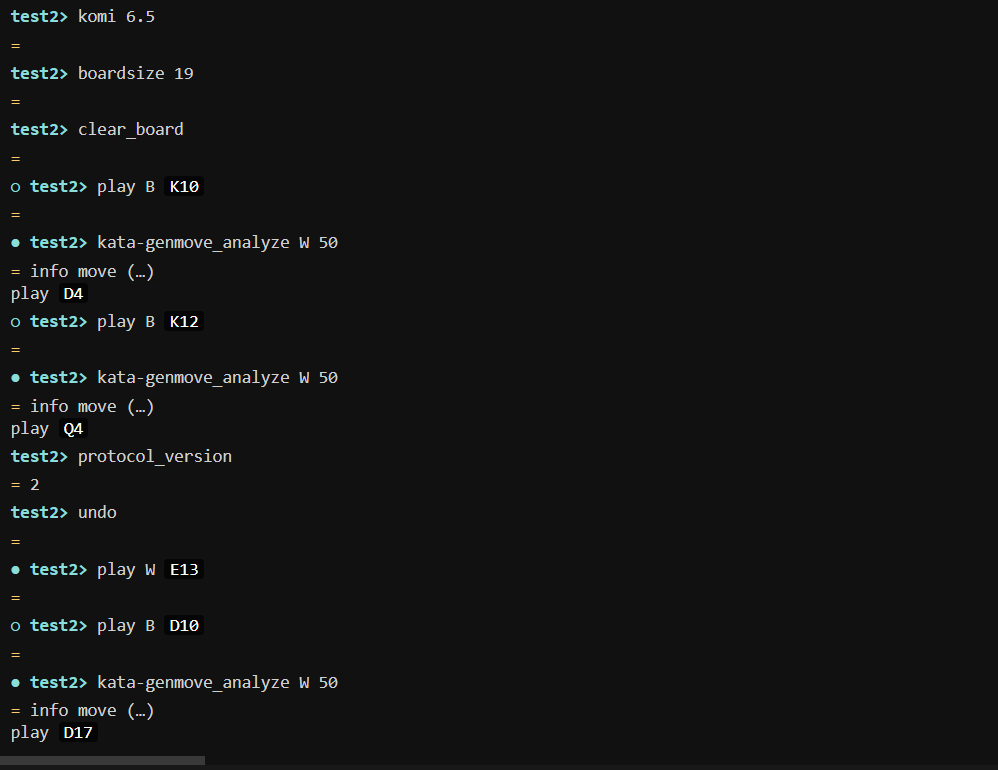 test2> komi 6.5
=
test2> boardsize 19
=
test2> clear_board
=
○ test2> play B K10
=
● test2> kata-genmove_analyze W 50
= info move (…)
play D4
○ test2> play B K12
=
● test2> kata-genmove_analyze W 50
= info move (…)
play Q4
test2> protocol_version
= 2
test2> undo
=
● test2> play W E13
=
○ test2> play B D10
=
● test2> kata-genmove_analyze W 50
= info move (…)
play D17